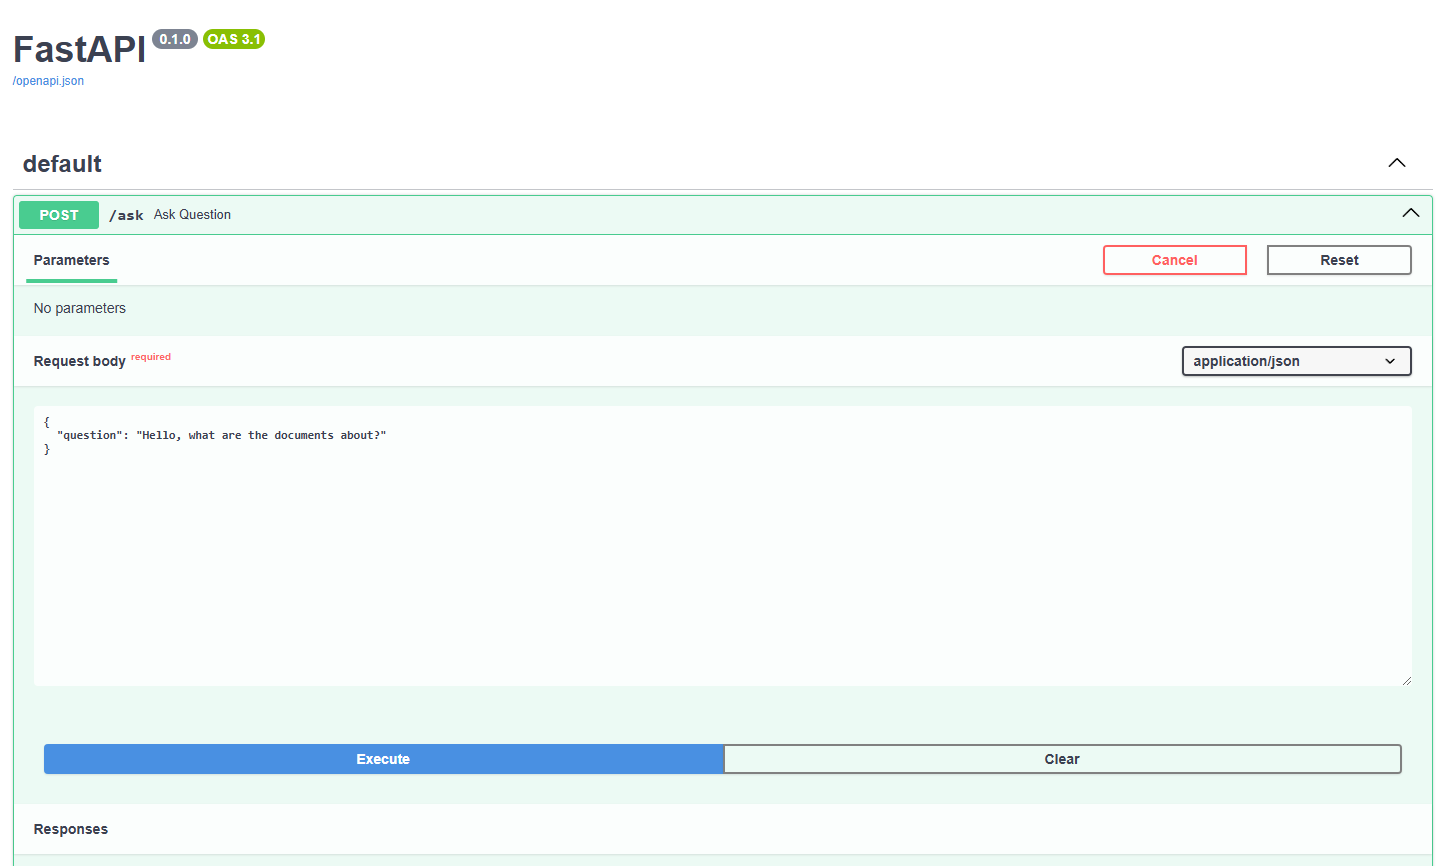 FastAPI 0.1.0 OAS 3.1
/openapi.json
default
POST /ask Ask Question
Parameters Cancel Reset
No parameters
Request body required application/json
{
  "question": "Hello, what are the documents about?"
}
Execute Clear
Responses